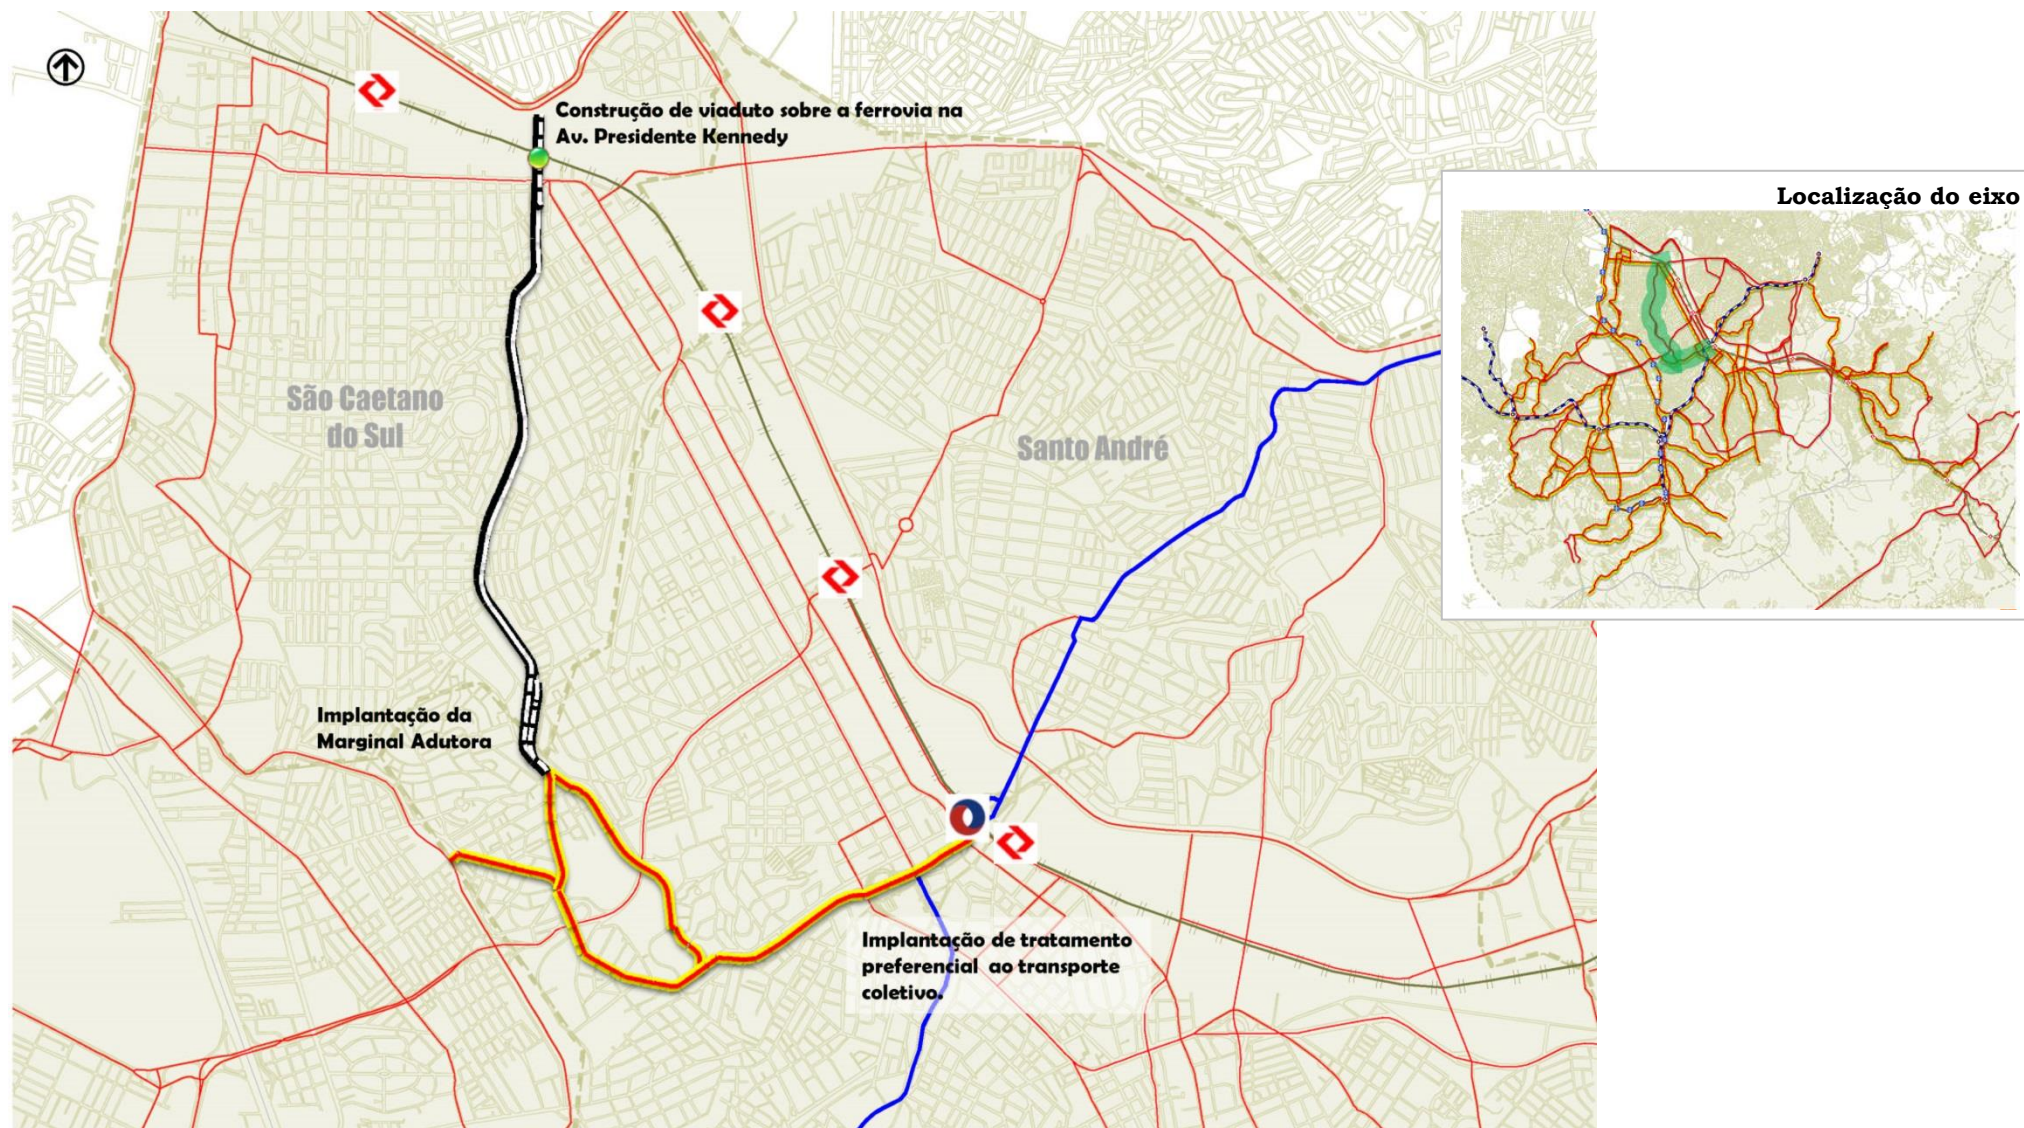 Construção de viaduto sobre a ferrovia na
Av. Presidente Kennedy
Localização do eixo
São Caetano
do Sul
Santo André
Implantação da
Marginal Adutora
Implantação de tratamento
preferencial ao transporte
coletivo.